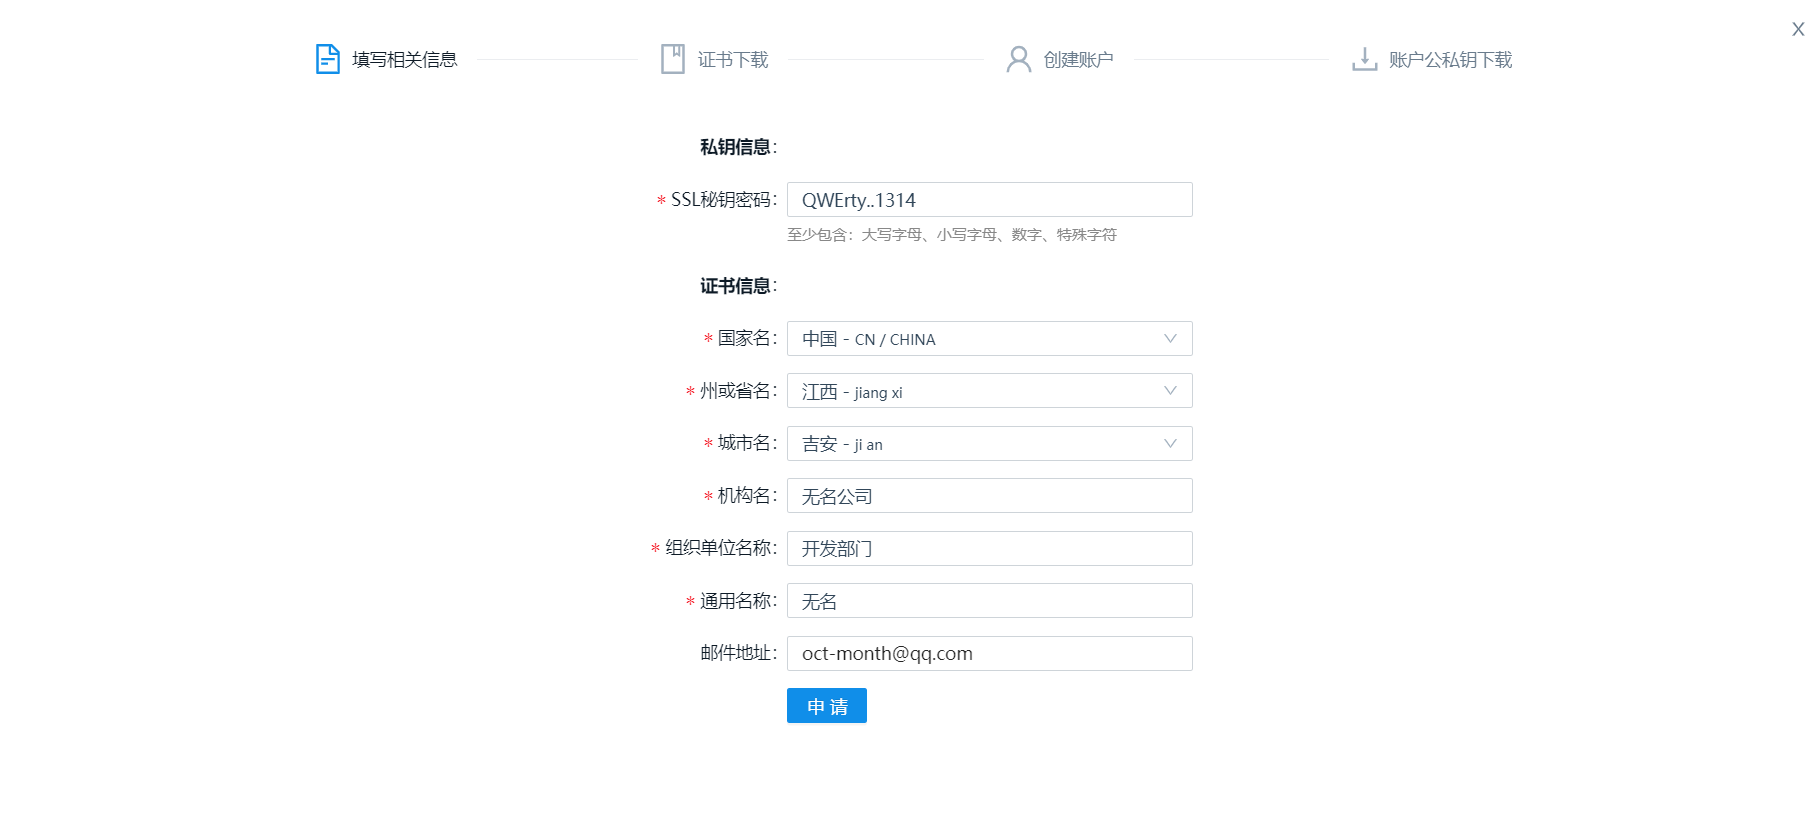 X
填写相关信息 证书下载 创建账户 账户公私钥下载
私钥信息:
* SSL秘钥密码: QWErty..1314
至少包含：大写字母、小写字母、数字、特殊字符
证书信息:
* 国家名: 中国 - CN / CHINA
* 州或省名: 江西 - jiang xi
* 城市名: 吉安 - ji an
* 机构名: 无名公司
* 组织单位名称: 开发部门
* 通用名称: 无名
邮件地址: oct-month@qq.com
申 请